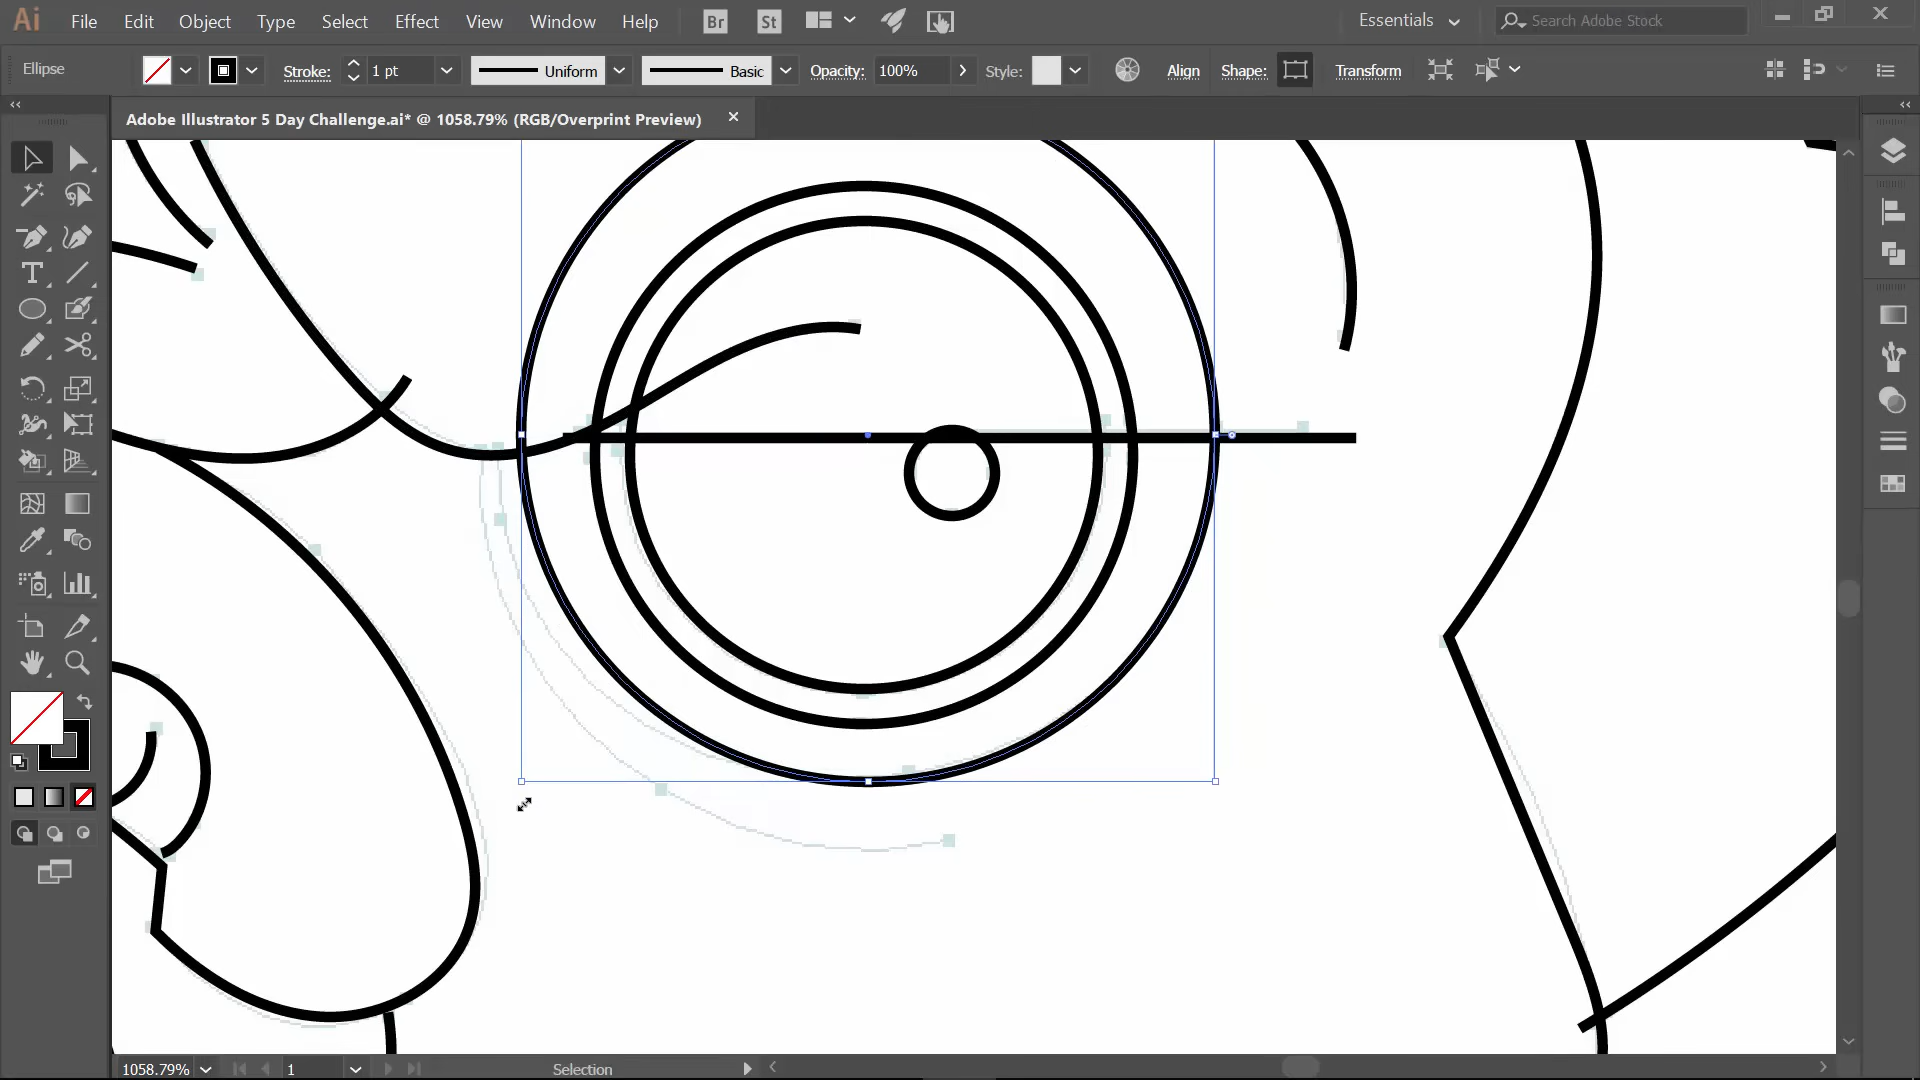 Ai File Edit Object Type Select Effect View Window Help Br St Essentials Search Adobe Stock
Ellipse Stroke: 1 pt Uniform Basic Opacity: 100% Style: Align Shape: Transform
Adobe Illustrator 5 Day Challenge.ai* @ 1058.79% (RGB/Overprint Preview)
1058.79% 1 Selection